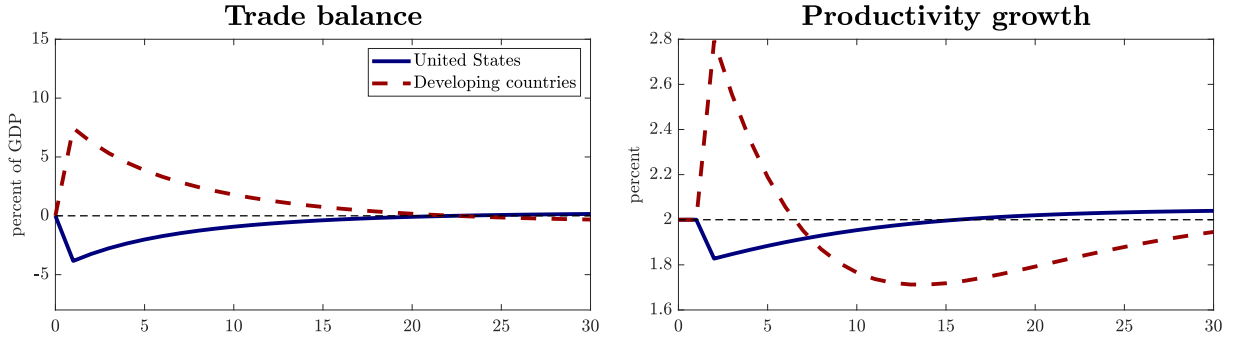 Trade balance
percent of GDP
15
10
5
0
-5
0 5 10 15 20 25 30
United States
Developing countries
Productivity growth
percent
2.8
2.6
2.4
2.2
2
1.8
1.6
0 5 10 15 20 25 30